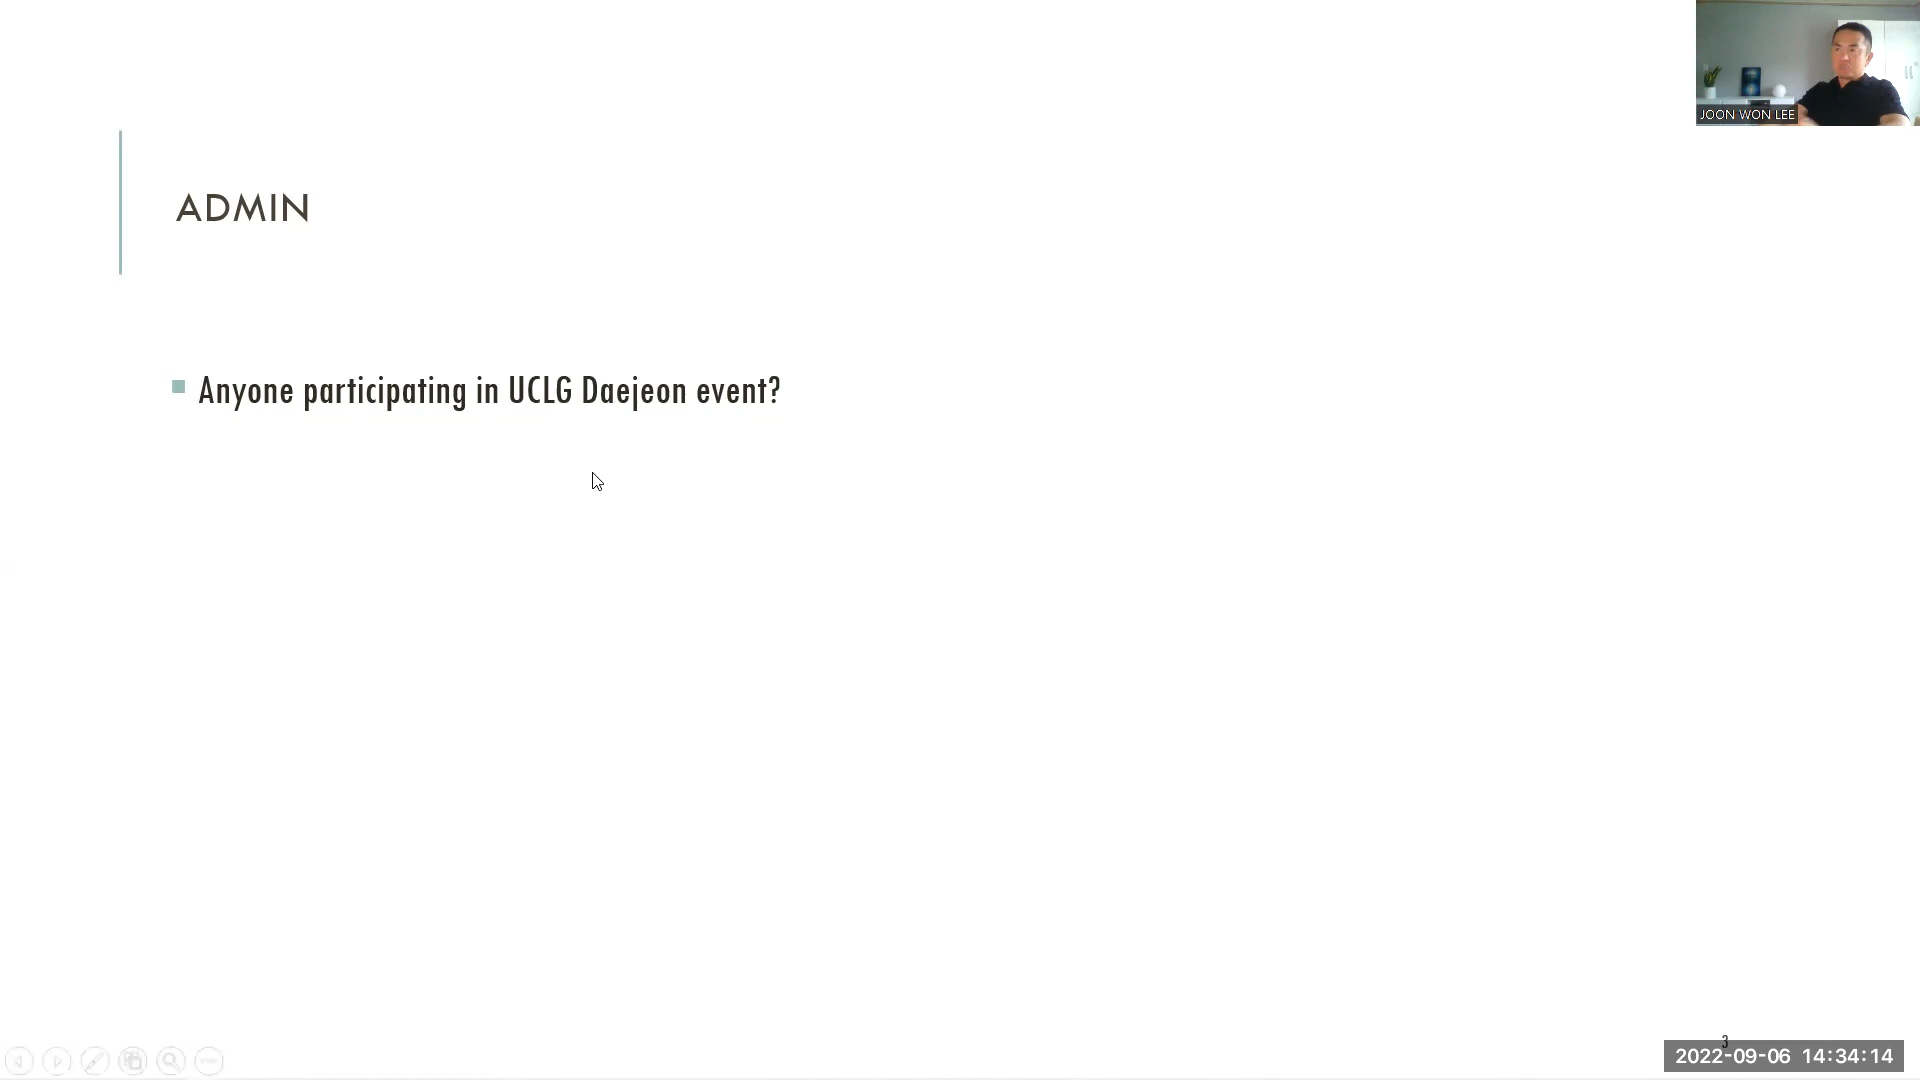 JOON WON LEE
ADMIN
Anyone participating in UCLG Daejeon event?
3
2022-09-06 14:34:14